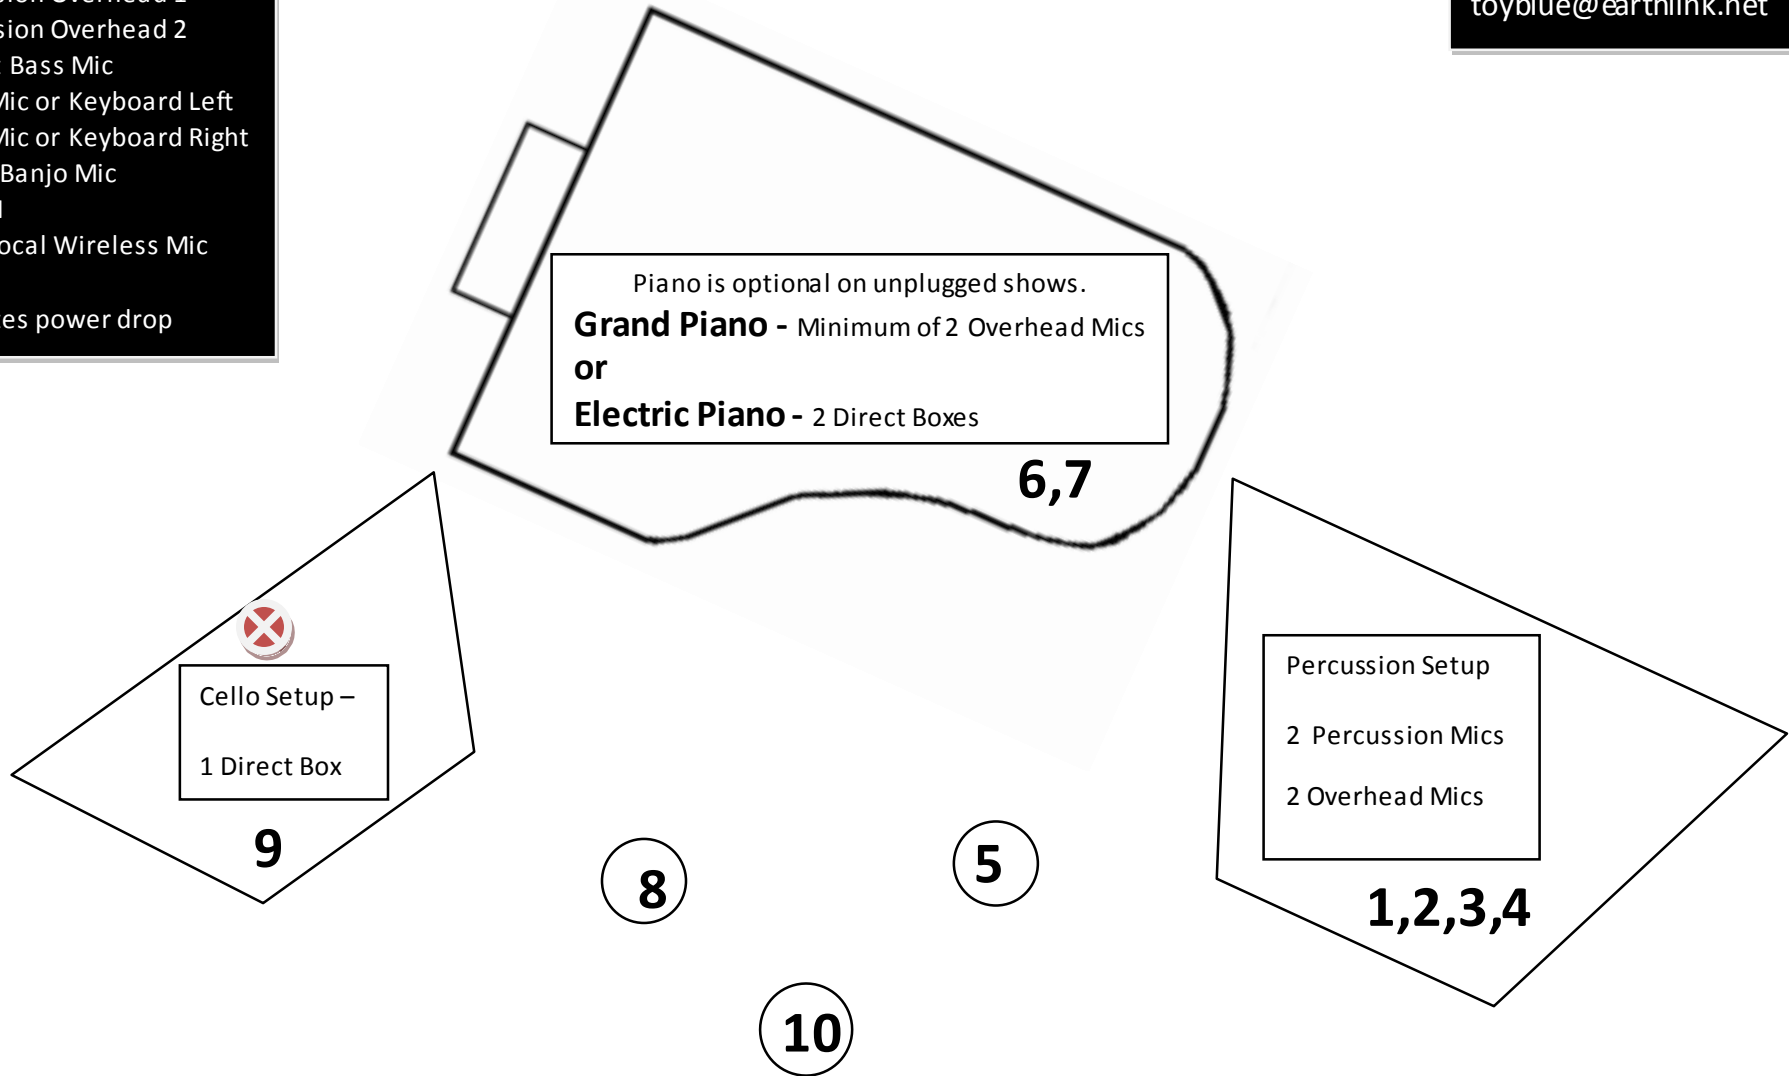 sion Overhead 2
Bass Mic
Mic or Keyboard Left
Mic or Keyboard Right
Banjo Mic
ocal Wireless Mic
tes power drop
toyblue@earthlink.net
Piano is optional on unplugged shows.
Grand Piano - Minimum of 2 Overhead Mics
or
Electric Piano - 2 Direct Boxes
6,7
Cello Setup –
1 Direct Box
9
8
5
10
Percussion Setup
2 Percussion Mics
2 Overhead Mics
1,2,3,4